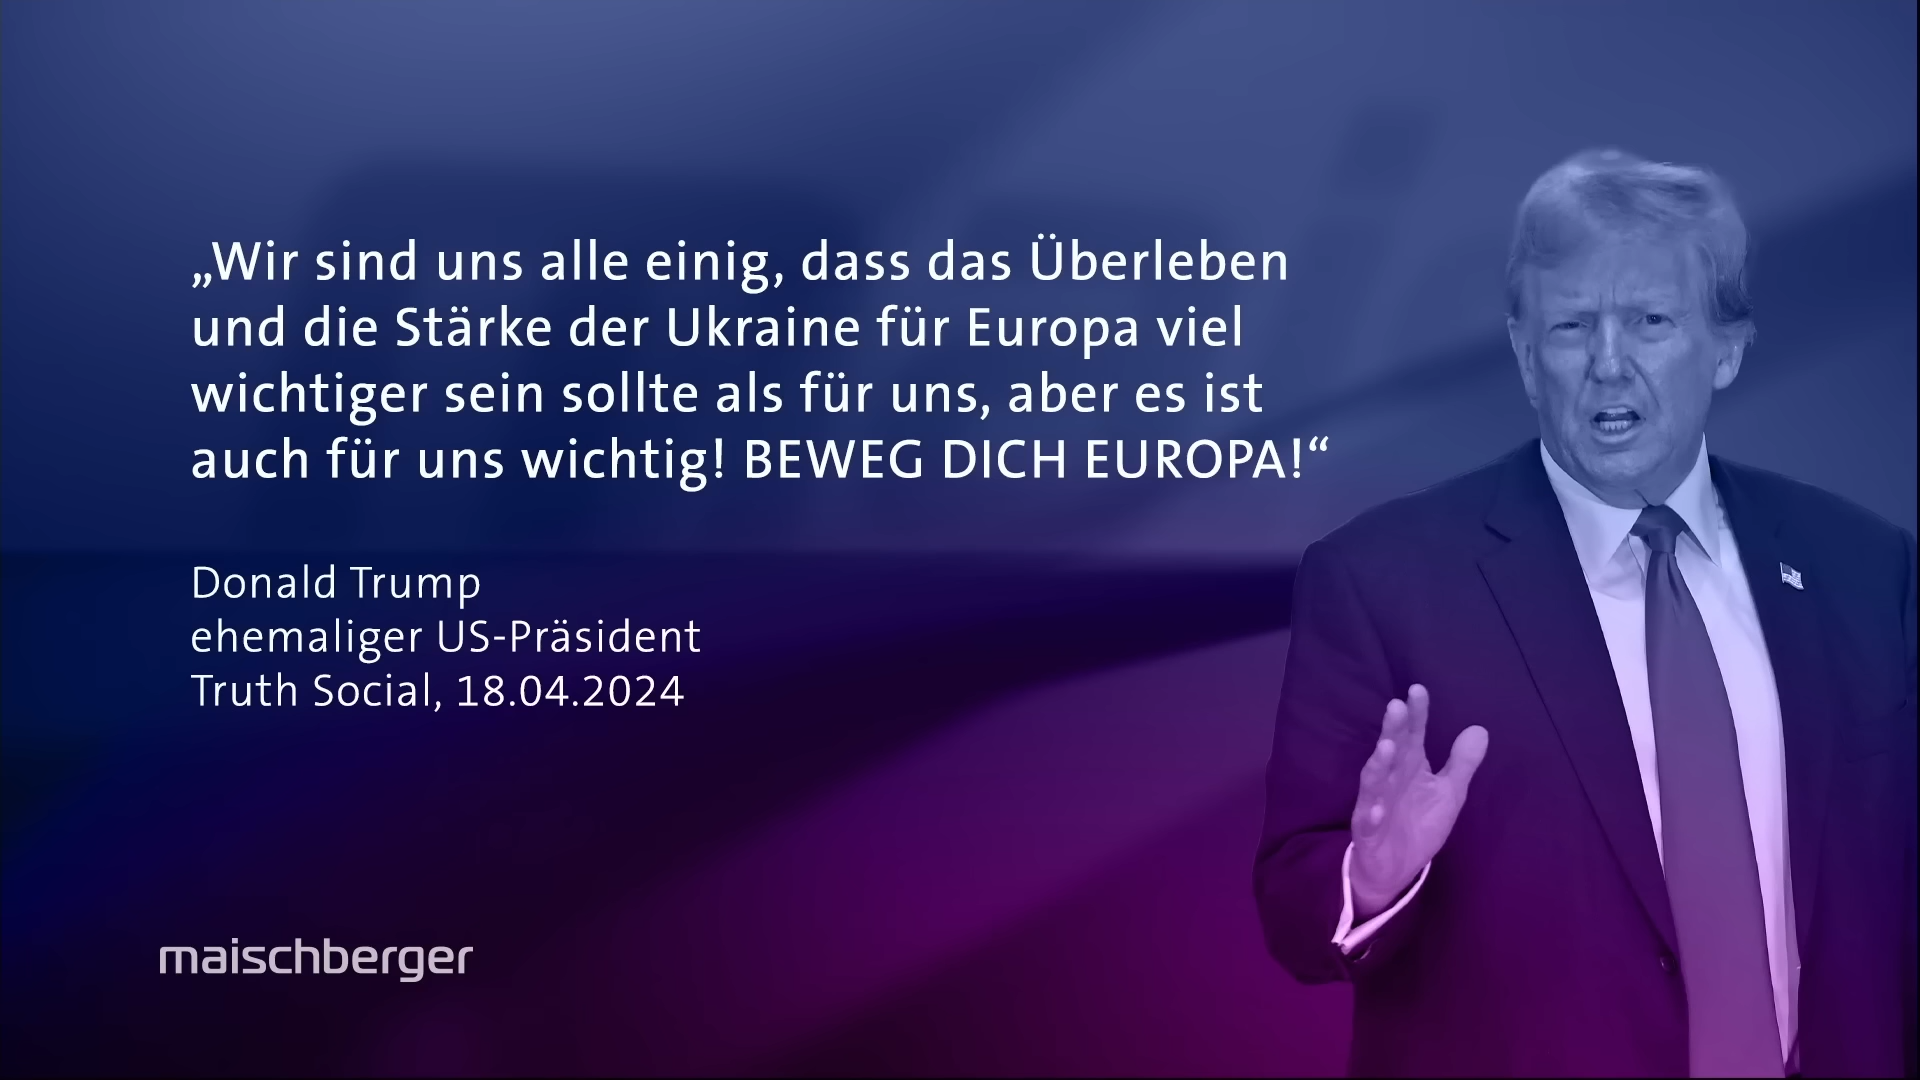 „Wir sind uns alle einig, dass das Überleben
und die Stärke der Ukraine für Europa viel
wichtiger sein sollte als für uns, aber es ist
auch für uns wichtig! BEWEG DICH EUROPA!“
Donald Trump
ehemaliger US-Präsident
Truth Social, 18.04.2024
maischberger